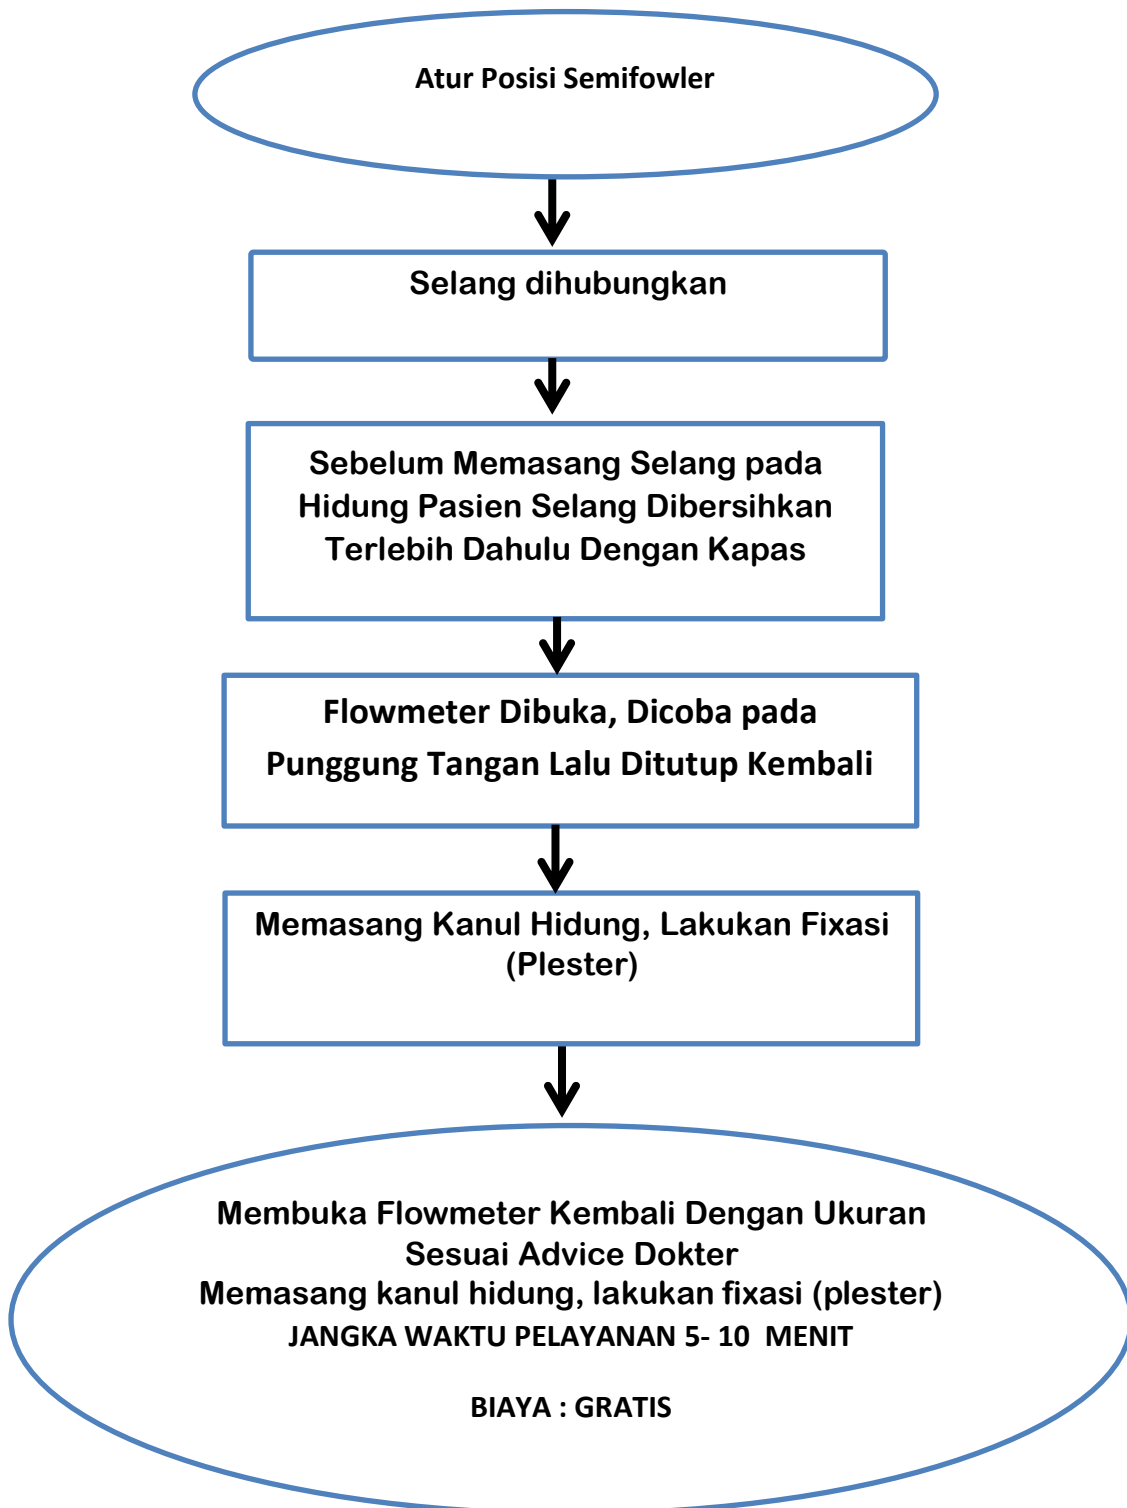 Atur Posisi Semifowler
Selang dihubungkan
Sebelum Memasang Selang pada
Hidung Pasien Selang Dibersihkan
Terlebih Dahulu Dengan Kapas
Flowmeter Dibuka, Dicoba pada
Punggung Tangan Lalu Ditutup Kembali
Memasang Kanul Hidung, Lakukan Fixasi
(Plester)
Membuka Flowmeter Kembali Dengan Ukuran
Sesuai Advice Dokter
Memasang kanul hidung, lakukan fixasi (plester)
JANGKA WAKTU PELAYANAN 5- 10 MENIT
BIAYA : GRATIS